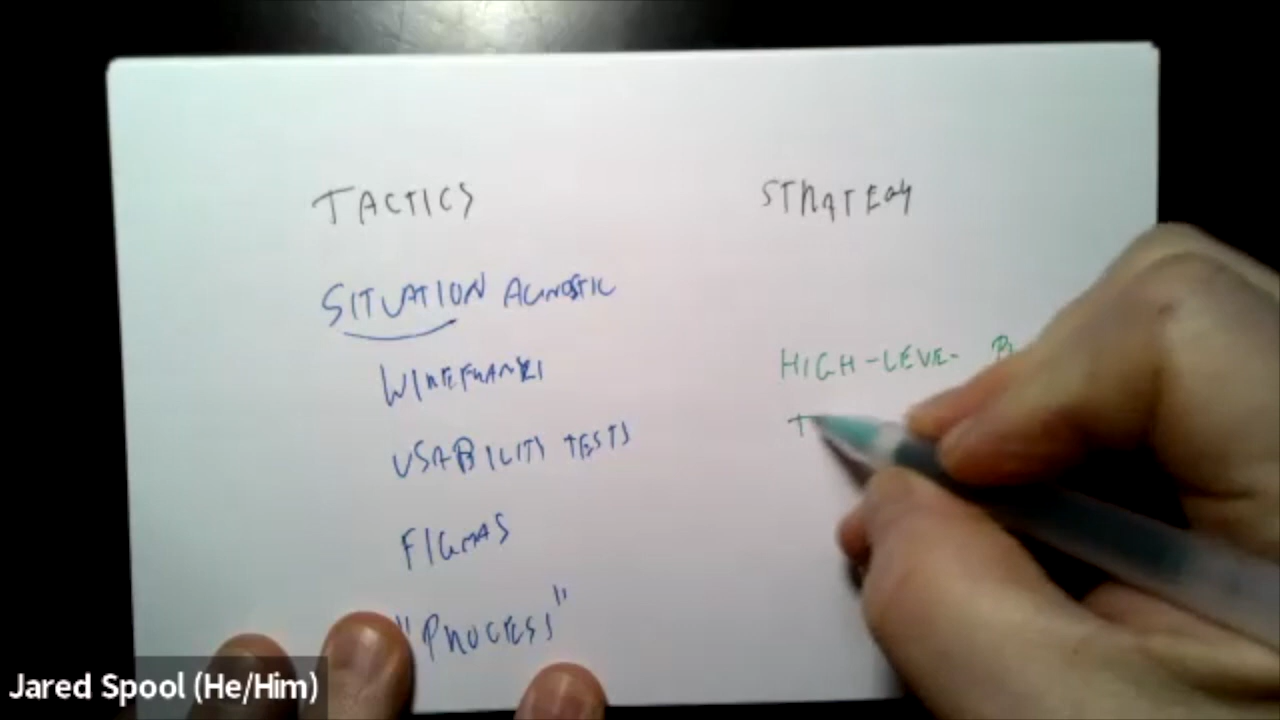 TACTICS
STRATEGY
SITUATION AGNOSTIC
WIREFRAMES
HIGH-LEVEL
USABILITY TESTS
FIGMAS
"PROCESS"
Jared Spool (He/Him)